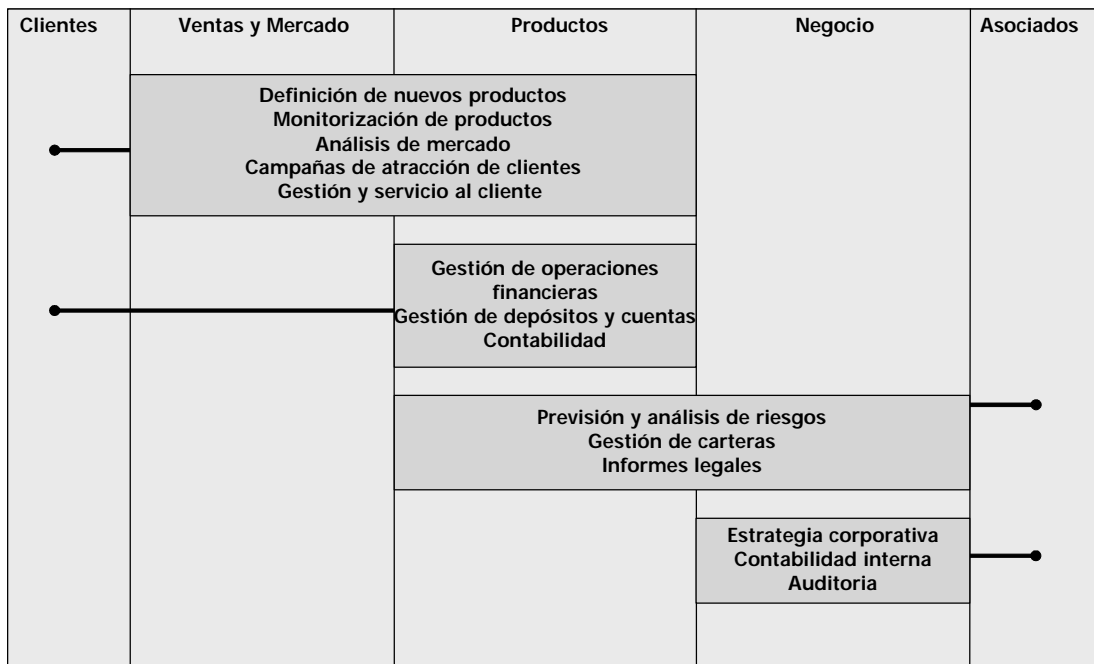 Clientes
Ventas y Mercado
Productos
Negocio
Asociados
Definición de nuevos productos
Monitorización de productos
Análisis de mercado
Campañas de atracción de clientes
Gestión y servicio al cliente
Gestión de operaciones
financieras
Gestión de depósitos y cuentas
Contabilidad
Previsión y análisis de riesgos
Gestión de carteras
Informes legales
Estrategia corporativa
Contabilidad interna
Auditoria